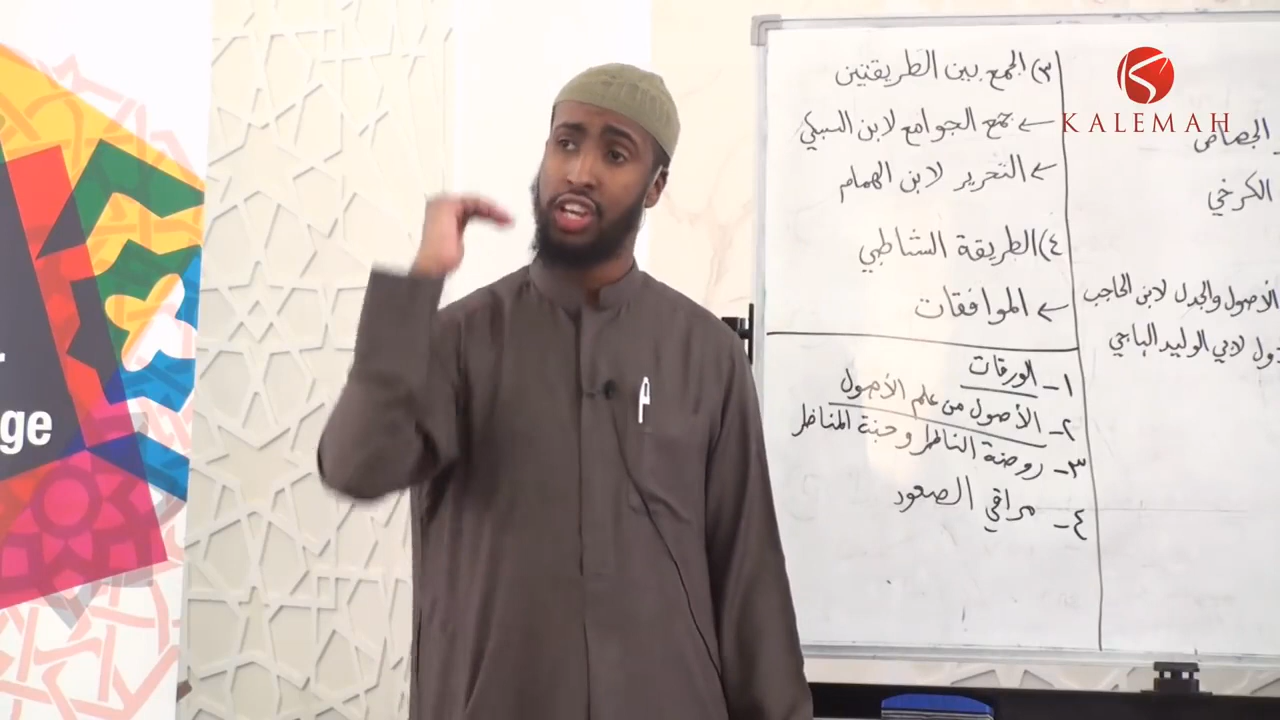 KALEMAH
٣) الجمع بين الطريقتين
← جمع الجوامع لابن السبكي
← التحرير لابن الهمام
٤) الطريقة الشاطبي
← الموافقات
١- الورقات
٢- الأصول من علم الأصول
٣- روضة الناظر وجنة المناظر
٤- مراقي الصعود
الجصاص
الكرخي
الأصول والجدل لابن الحاجب
لابي الوليد الباجي
ge